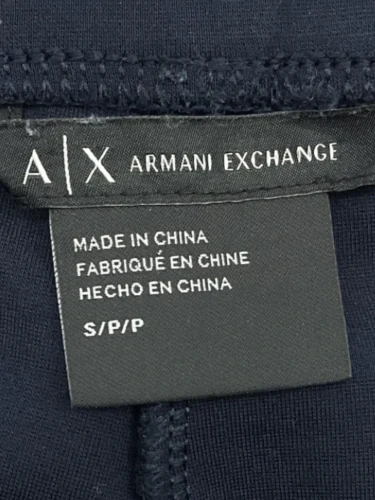 A|X ARMANI EXCHANGE
MADE IN CHINA
FABRIQUÉ EN CHINE
HECHO EN CHINA
S/P/P